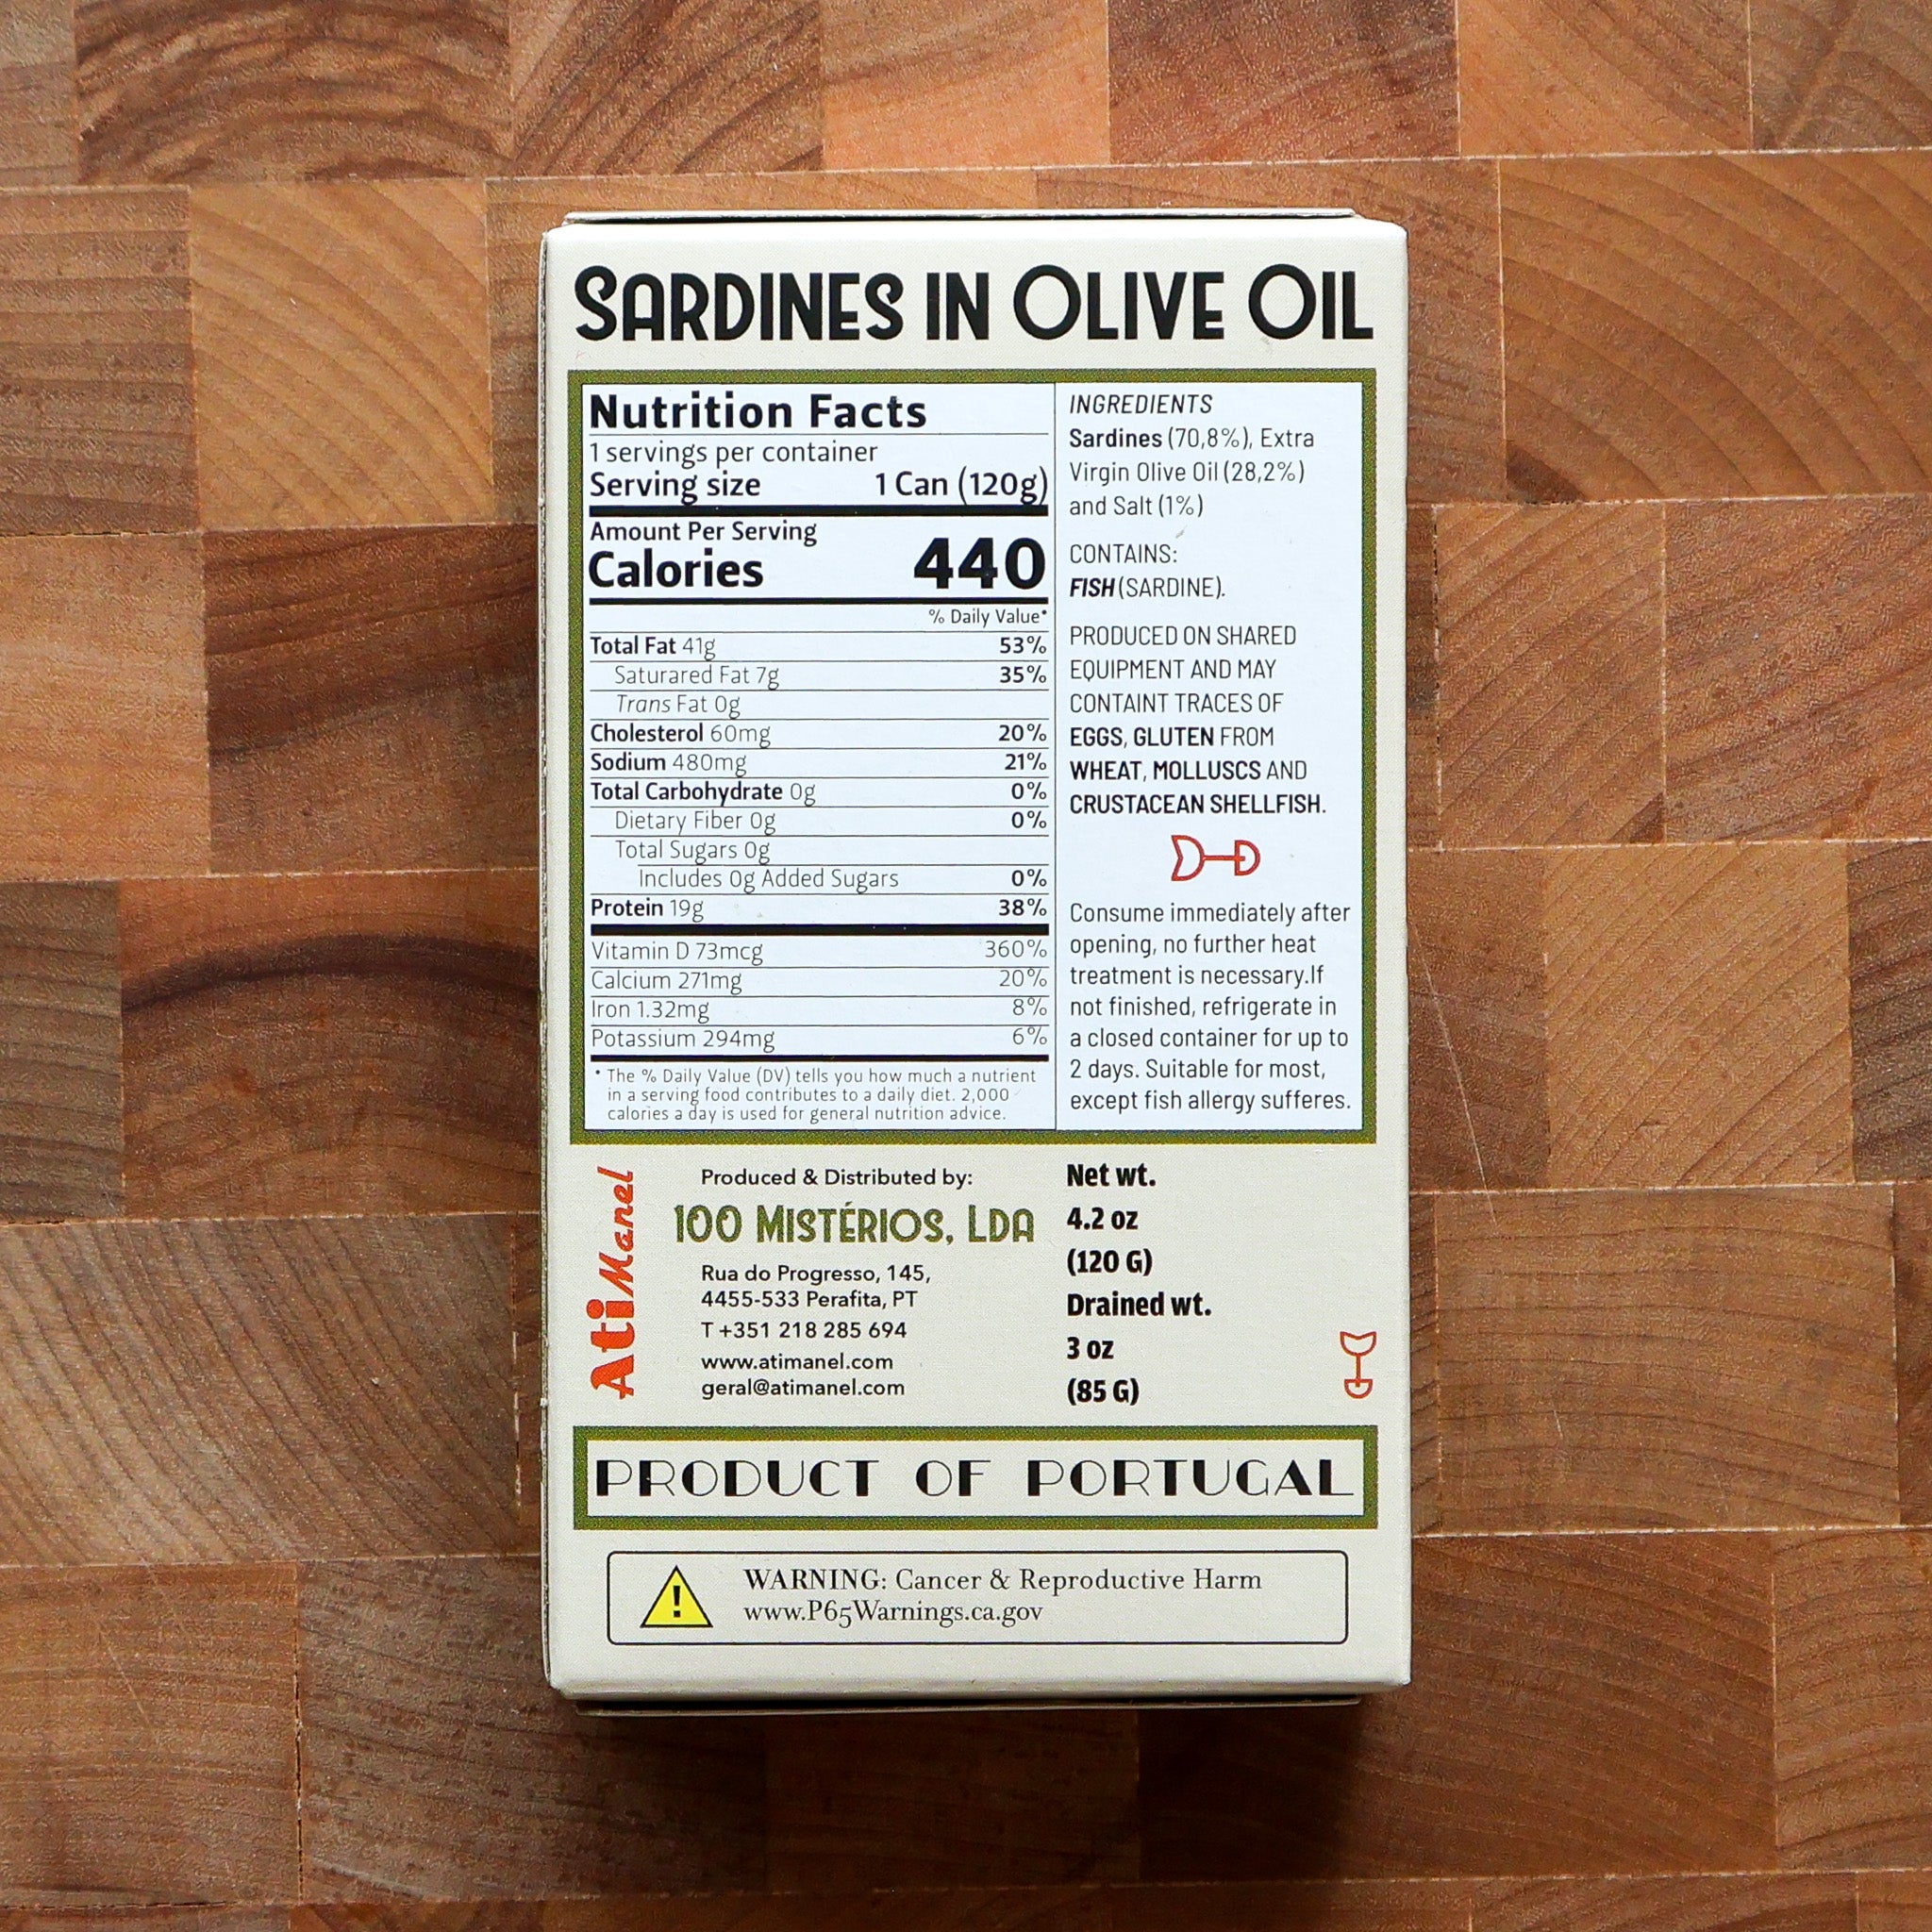 SARDINES IN OLIVE OIL
Nutrition Facts
1 servings per container
Serving size 1 Can (120g)
Amount Per Serving
Calories 440
% Daily Value*
Total Fat 41g 53%
Saturared Fat 7g 35%
Trans Fat 0g
Cholesterol 60mg 20%
Sodium 480mg 21%
Total Carbohydrate 0g 0%
Dietary Fiber 0g 0%
Total Sugars 0g
Includes 0g Added Sugars 0%
Protein 19g 38%
Vitamin D 73mcg 360%
Calcium 271mg 20%
Iron 1.32mg 8%
Potassium 294mg 6%
* The % Daily Value (DV) tells you how much a nutrient
in a serving food contributes to a daily diet. 2,000
calories a day is used for general nutrition advice.
INGREDIENTS
Sardines (70,8%), Extra
Virgin Olive Oil (28,2%)
and Salt (1%)
CONTAINS:
FISH (SARDINE).
PRODUCED ON SHARED
EQUIPMENT AND MAY
CONTAINT TRACES OF
EGGS, GLUTEN FROM
WHEAT, MOLLUSCS AND
CRUSTACEAN SHELLFISH.
Consume immediately after
opening, no further heat
treatment is necessary.If
not finished, refrigerate in
a closed container for up to
2 days. Suitable for most,
except fish allergy sufferes.
Ati Manel
Produced & Distributed by:
100 MISTÉRIOS, LDA
Rua do Progresso, 145,
4455-533 Perafita, PT
T +351 218 285 694
www.atimanel.com
geral@atimanel.com
Net wt.
4.2 oz
(120 G)
Drained wt.
3 oz
(85 G)
PRODUCT OF PORTUGAL
WARNING: Cancer & Reproductive Harm
www.P65Warnings.ca.gov